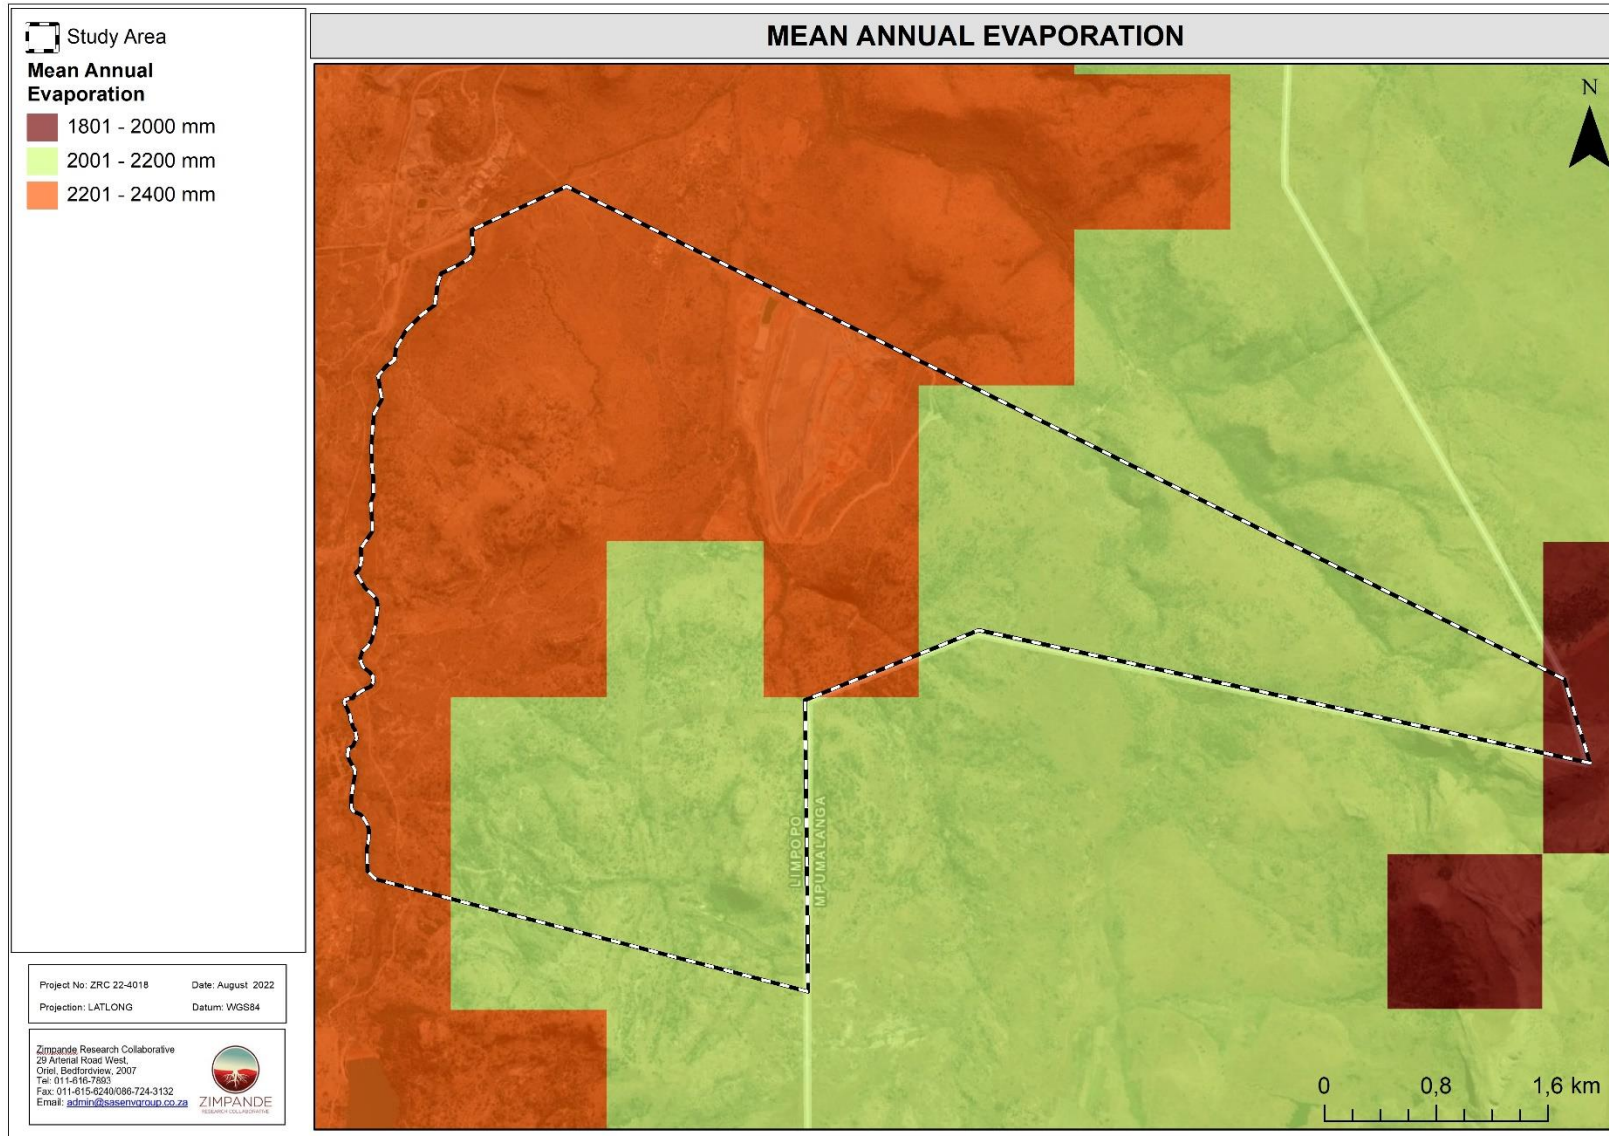 Study Area
Mean Annual
Evaporation
1801 - 2000 mm
2001 - 2200 mm
2201 - 2400 mm
MEAN ANNUAL EVAPORATION
N
LIMPOPO
MPUMALANGA
0 0,8 1,6 km
Project No: ZRC 22-4018 Date: August 2022
Projection: LATLONG Datum: WGS84
Zimpande Research Collaborative
29 Arterial Road West,
Oriel, Bedfordview, 2007
Tel: 011-616-7893
Fax: 011-615-6240/086-724-3132
Email: admin@sasenvgroup.co.za
ZIMPANDE
RESEARCH COLLABORATIVE